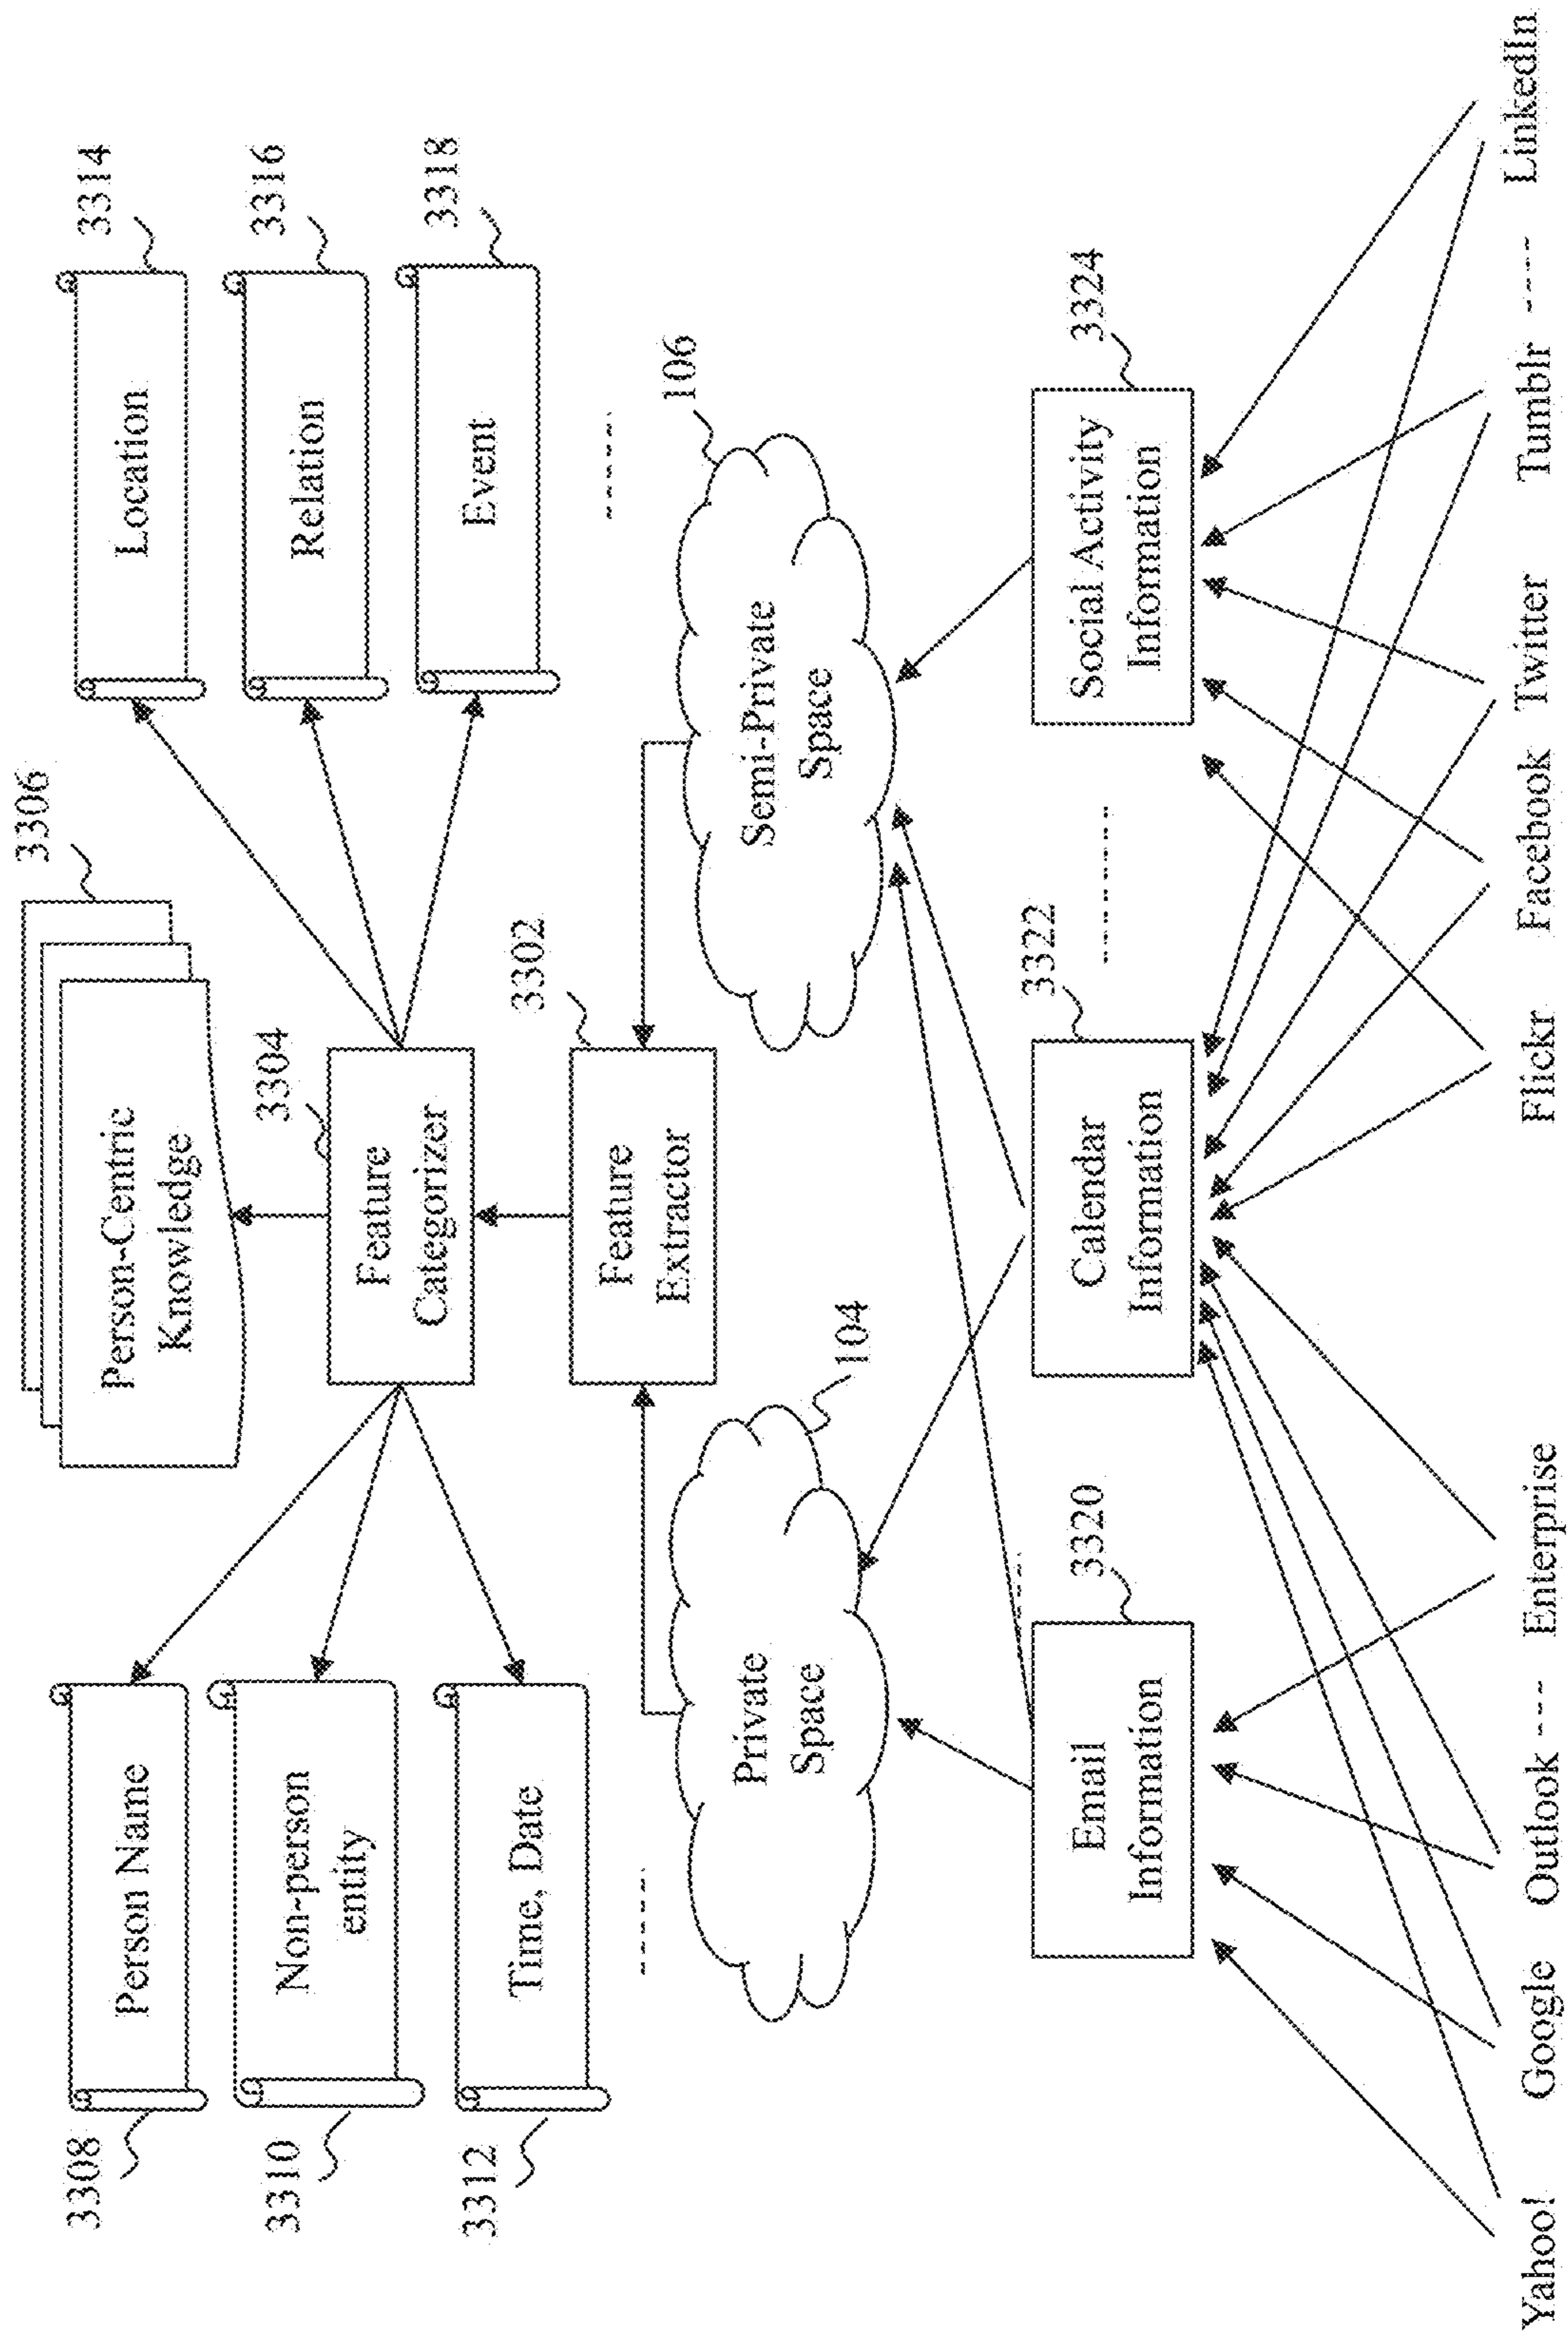 3306
Person-Centric
Knowledge
3308
Person Name
Location
3314
3304
3310
Non-person
entity
Feature
Categorizer
Relation
3316
3312
Time, Date
Event
3318
3302
Feature
Extractor
-----
-----
104
106
Private
Space
Semi-Private
Space
3320
3322
3324
Email
Information
Calendar
Information
Social Activity
Information
Yahoo! Google Outlook --- Enterprise Flickr Facebook Twitter Tumblr ---- LinkedIn